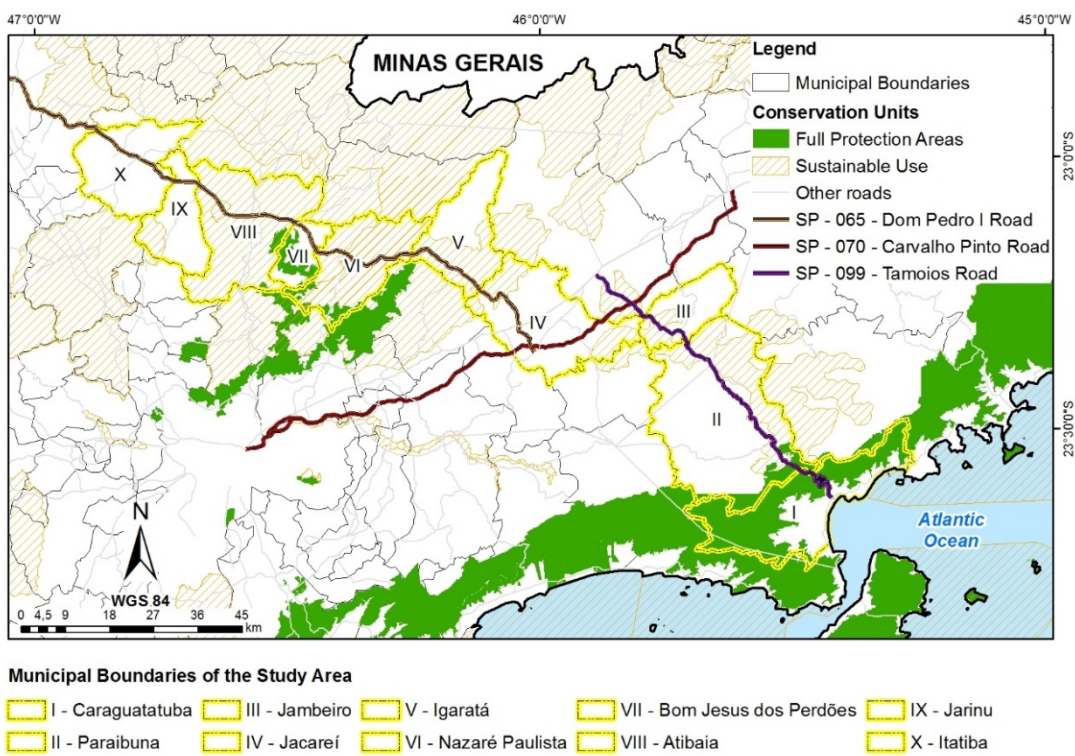 47°0'0"W 46°0'0"W 45°0'0"W
MINAS GERAIS
Legend
Municipal Boundaries
Conservation Units
Full Protection Areas
Sustainable Use
Other roads
SP - 065 - Dom Pedro I Road
SP - 070 - Carvalho Pinto Road
SP - 099 - Tamoios Road
23°0'0"S
X
IX
VIII
VII
VI
V
IV
III
II
I
23°30'0"S
Atlantic
Ocean
N
WGS 84
0 4,5 9 18 27 36 45
km
Municipal Boundaries of the Study Area
I - Caraguatatuba III - Jambeiro V - Igaratá VII - Bom Jesus dos Perdões IX - Jarinu
II - Paraibuna IV - Jacareí VI - Nazaré Paulista VIII - Atibaia X - Itatiba